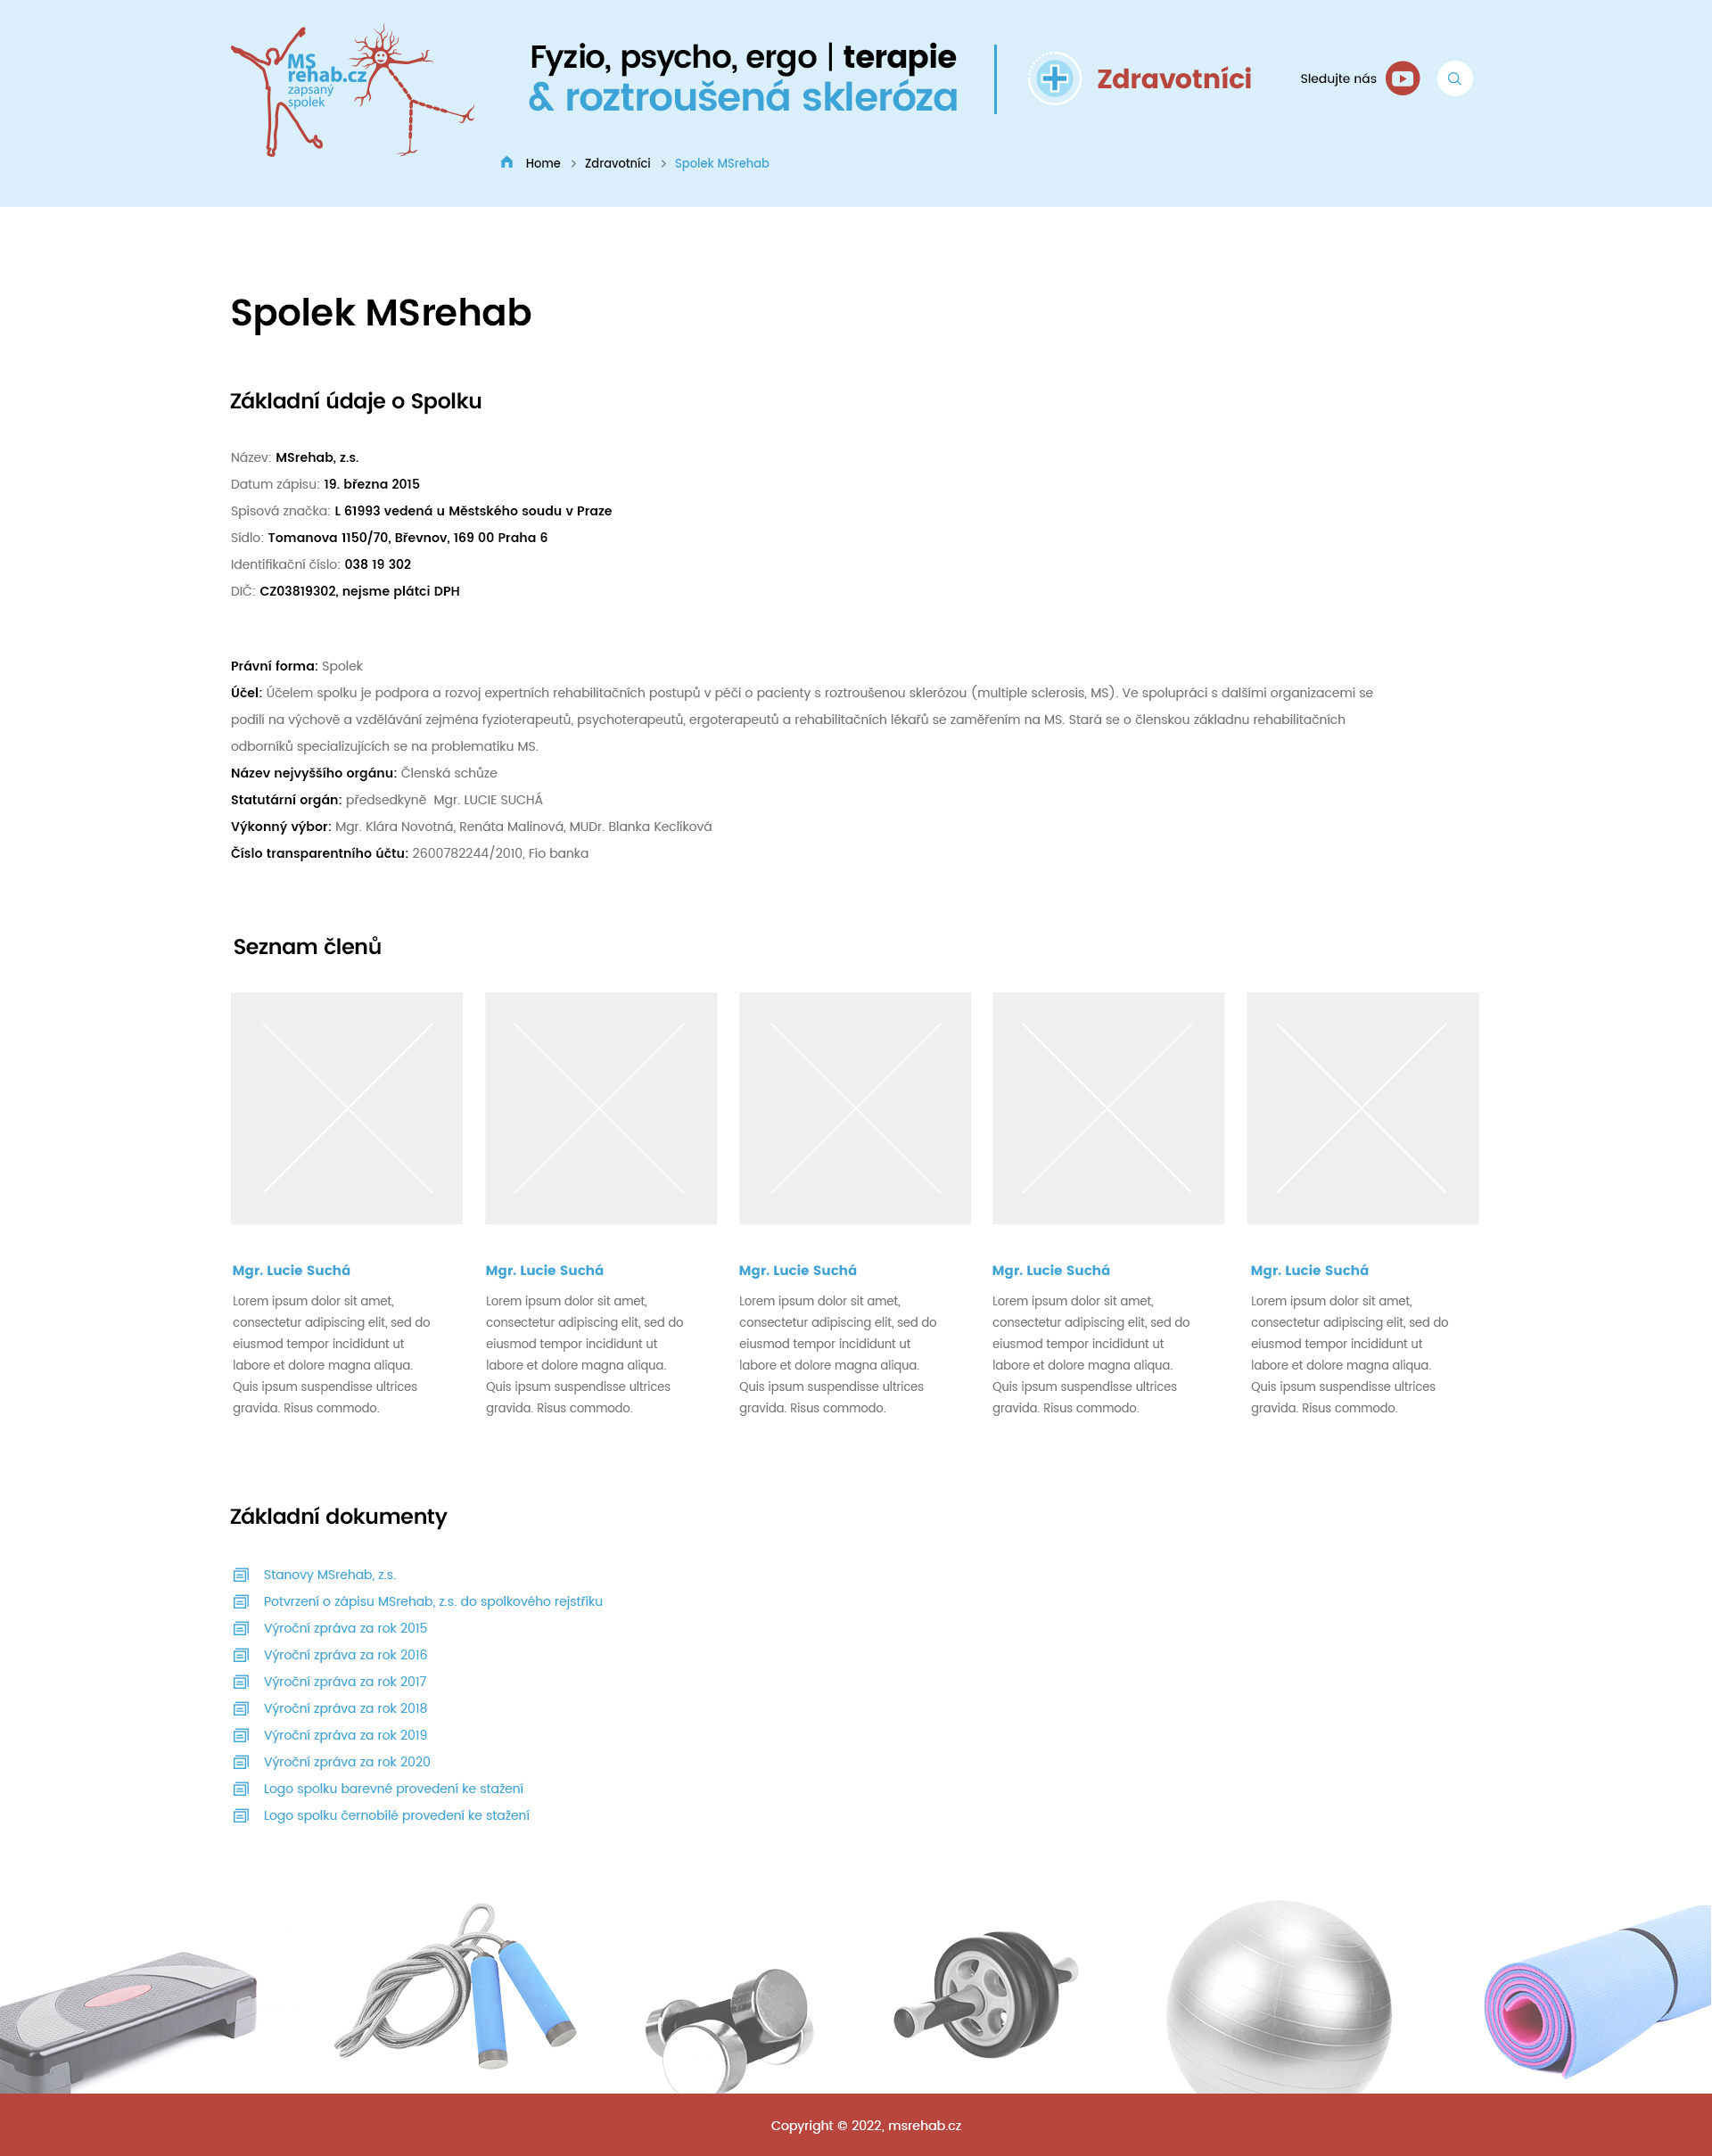 MS
rehab.cz
zapsaný
spolek
Fyzio, psycho, ergo | terapie
& roztroušená skleróza
Zdravotníci
Sledujte nás
Home > Zdravotníci > Spolek MSrehab
Spolek MSrehab
Základní údaje o Spolku
Název: MSrehab, z.s.
Datum zápisu: 19. března 2015
Spisová značka: L 61993 vedená u Městského soudu v Praze
Sídlo: Tomanova 1150/70, Břevnov, 169 00 Praha 6
Identifikační číslo: 038 19 302
DIČ: CZ03819302, nejsme plátci DPH
Právní forma: Spolek
Účel: Účelem spolku je podpora a rozvoj expertních rehabilitačních postupů v péči o pacienty s roztroušenou sklerózou (multiple sclerosis, MS). Ve spolupráci s dalšími organizacemi se
podílí na výchově a vzdělávání zejména fyzioterapeutů, psychoterapeutů, ergoterapeutů a rehabilitačních lékařů se zaměřením na MS. Stará se o členskou základnu rehabilitačních
odborníků specializujících se na problematiku MS.
Název nejvyššího orgánu: Členská schůze
Statutární orgán: předsedkyně Mgr. LUCIE SUCHÁ
Výkonný výbor: Mgr. Klára Novotná, Renáta Malinová, MUDr. Blanka Keclíková
Číslo transparentního účtu: 2600782244/2010, Fio banka
Seznam členů
Mgr. Lucie Suchá
Lorem ipsum dolor sit amet,
consectetur adipiscing elit, sed do
eiusmod tempor incididunt ut
labore et dolore magna aliqua.
Quis ipsum suspendisse ultrices
gravida. Risus commodo.
Mgr. Lucie Suchá
Lorem ipsum dolor sit amet,
consectetur adipiscing elit, sed do
eiusmod tempor incididunt ut
labore et dolore magna aliqua.
Quis ipsum suspendisse ultrices
gravida. Risus commodo.
Mgr. Lucie Suchá
Lorem ipsum dolor sit amet,
consectetur adipiscing elit, sed do
eiusmod tempor incididunt ut
labore et dolore magna aliqua.
Quis ipsum suspendisse ultrices
gravida. Risus commodo.
Mgr. Lucie Suchá
Lorem ipsum dolor sit amet,
consectetur adipiscing elit, sed do
eiusmod tempor incididunt ut
labore et dolore magna aliqua.
Quis ipsum suspendisse ultrices
gravida. Risus commodo.
Mgr. Lucie Suchá
Lorem ipsum dolor sit amet,
consectetur adipiscing elit, sed do
eiusmod tempor incididunt ut
labore et dolore magna aliqua.
Quis ipsum suspendisse ultrices
gravida. Risus commodo.
Základní dokumenty
Stanovy MSrehab, z.s.
Potvrzení o zápisu MSrehab, z.s. do spolkového rejstříku
Výroční zpráva za rok 2015
Výroční zpráva za rok 2016
Výroční zpráva za rok 2017
Výroční zpráva za rok 2018
Výroční zpráva za rok 2019
Výroční zpráva za rok 2020
Logo spolku barevné provedení ke stažení
Logo spolku černobílé provedení ke stažení
Copyright © 2022, msrehab.cz